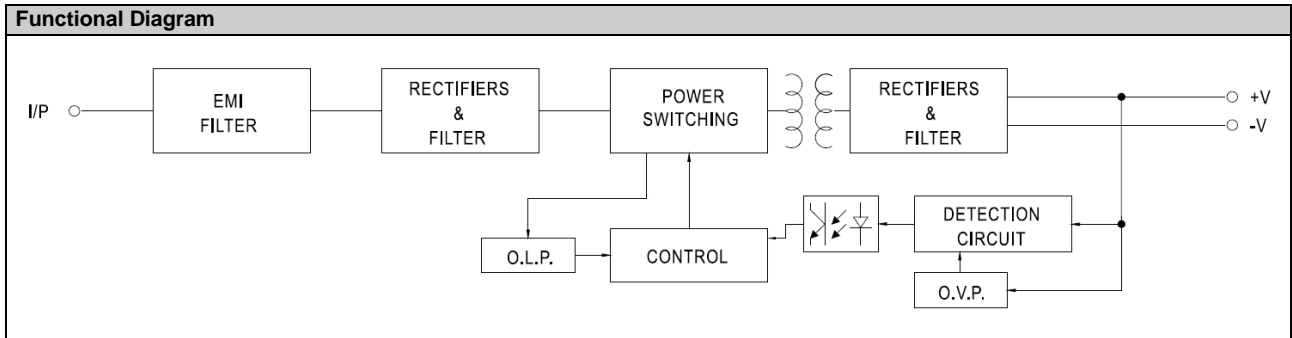 Functional Diagram
I/P
EMI
FILTER
RECTIFIERS
&
FILTER
POWER
SWITCHING
RECTIFIERS
&
FILTER
+V
-V
O.L.P.
CONTROL
DETECTION
CIRCUIT
O.V.P.